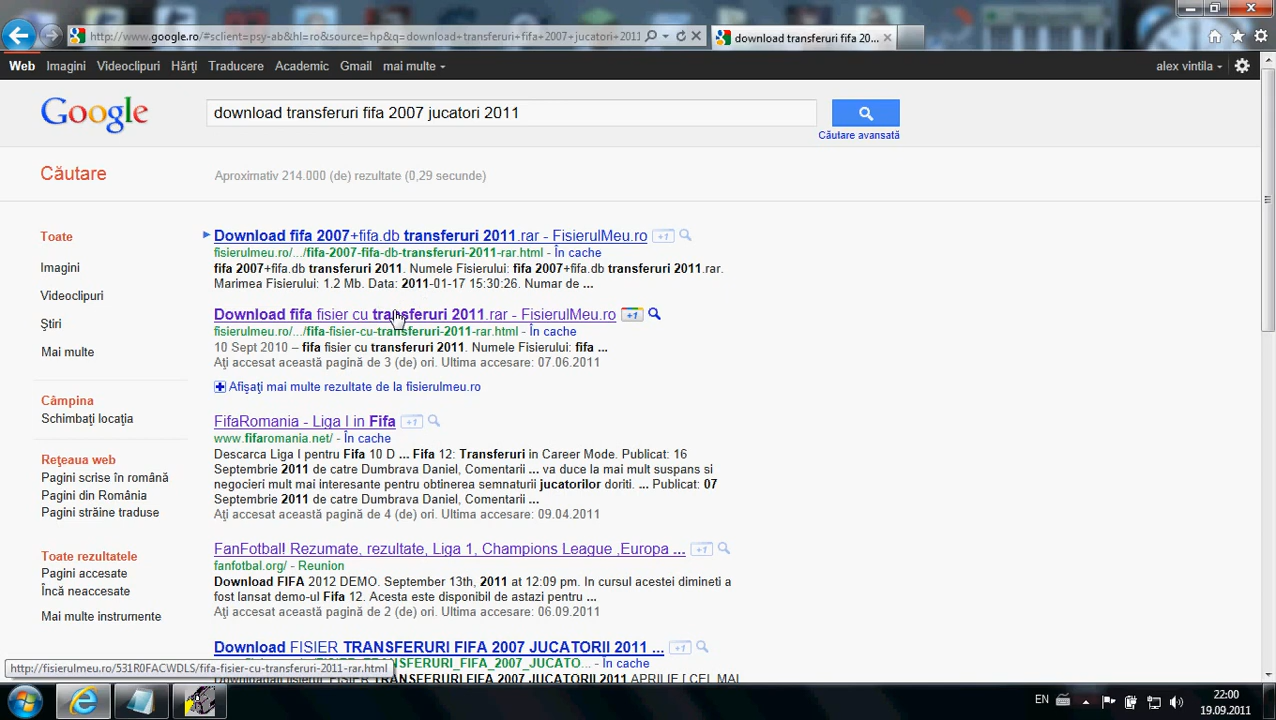 http://www.google.ro/#sclient=psy-ab&hl=ro&source=hp&q=download+transferuri+fifa+2007+jucatori+2011
download transferuri fifa 20...
Web Imagini Videoclipuri Hărţi Traducere Academic Gmail mai multe
alex vintila
Google
download transferuri fifa 2007 jucatori 2011
Căutare avansată
Căutare
Aproximativ 214.000 (de) rezultate (0,29 secunde)
Toate
Imagini
Videoclipuri
Ştiri
Mai multe
Câmpina
Schimbaţi locaţia
Reţeaua web
Pagini scrise în română
Pagini din România
Pagini străine traduse
Toate rezultatele
Pagini accesate
Încă neaccesate
Mai multe instrumente
Download fifa 2007+fifa.db transferuri 2011.rar - FisierulMeu.ro +1
fisierulmeu.ro/.../fifa-2007-fifa-db-transferuri-2011-rar.html - În cache
fifa 2007+fifa.db transferuri 2011. Numele Fisierului: fifa 2007+fifa.db transferuri 2011.rar.
Marimea Fisierului: 1.2 Mb. Data: 2011-01-17 15:30:26. Numar de ...
Download fifa fisier cu transferuri 2011.rar - FisierulMeu.ro +1
fisierulmeu.ro/.../fifa-fisier-cu-transferuri-2011-rar.html - În cache
10 Sept 2010 – fifa fisier cu transferuri 2011. Numele Fisierului: fifa ...
Aţi accesat această pagină de 3 (de) ori. Ultima accesare: 07.06.2011
Afişaţi mai multe rezultate de la fisierulmeu.ro
FifaRomania - Liga I in Fifa +1
www.fifaromania.net/ - În cache
Descarca Liga I pentru Fifa 10 D ... Fifa 12: Transferuri in Career Mode. Publicat: 16
Septembrie 2011 de catre Dumbrava Daniel, Comentarii ... va duce la mai mult suspans si
negocieri mult mai interesante pentru obtinerea semnaturii jucatorilor doriti. ... Publicat: 07
Septembrie 2011 de catre Dumbrava Daniel, Comentarii ...
Aţi accesat această pagină de 4 (de) ori. Ultima accesare: 09.04.2011
FanFotbal! Rezumate, rezultate, Liga 1, Champions League ,Europa ... +1
fanfotbal.org/ - Reunion
Download FIFA 2012 DEMO. September 13th, 2011 at 12:09 pm. In cursul acestei dimineti a
fost lansat demo-ul Fifa 12. Acesta este disponibil de astazi pentru ...
Aţi accesat această pagină de 2 (de) ori. Ultima accesare: 06.09.2011
Download FISIER TRANSFERURI FIFA 2007 JUCATORII 2011 ... +1
http://fisierulmeu.ro/531R0FACWDLS/fifa-fisier-cu-transferuri-2011-rar.html
EN
22:00
19.09.2011